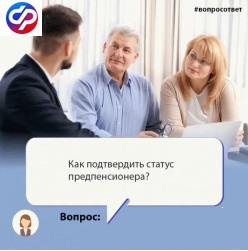 #вопросответ
Как подтвердить статус
предпенсионера?
Вопрос: